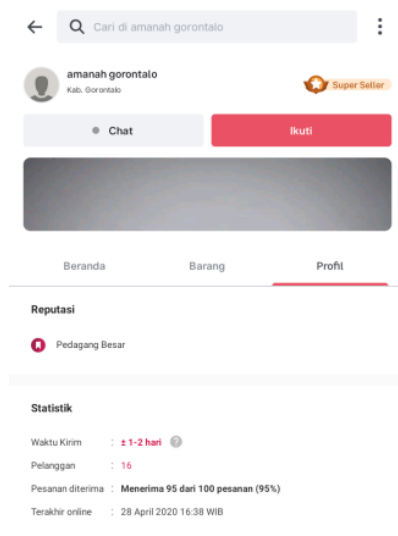 Cari di amanah gorontalo
amanah gorontalo
Kab. Gorontalo
Super Seller
Chat
Ikuti
Beranda Barang Profil
Reputasi
Pedagang Besar
Statistik
Waktu Kirim : ± 1-2 hari ?
Pelanggan : 16
Pesanan diterima : Menerima 95 dari 100 pesanan (95%)
Terakhir online : 28 April 2020 16:38 WIB